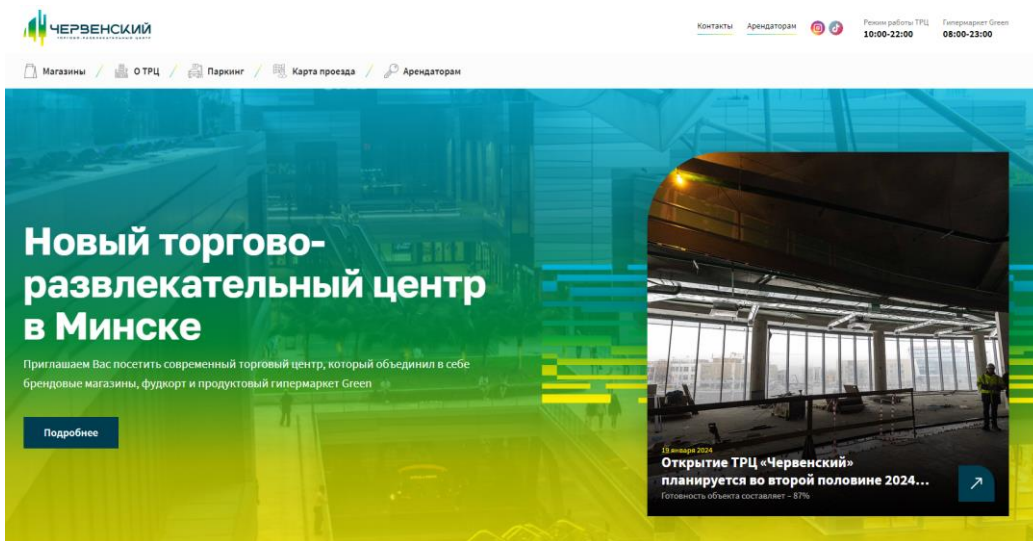 ЧЕРВЕНСКИЙ
ТОРГОВО-РАЗВЛЕКАТЕЛЬНЫЙ ЦЕНТР
Контакты
Арендаторам
Режим работы ТРЦ
10:00-22:00
Гипермаркет Green
08:00-23:00
Магазины / О ТРЦ / Паркинг / Карта проезда / Арендаторам
Новый торгово-
развлекательный центр
в Минске
Приглашаем Вас посетить современный торговый центр, который объединил в себе
брендовые магазины, фудкорт и продуктовый гипермаркет Green
Подробнее
19 января 2024
Открытие ТРЦ «Червенский»
планируется во второй половине 2024...
Готовность объекта составляет – 87%